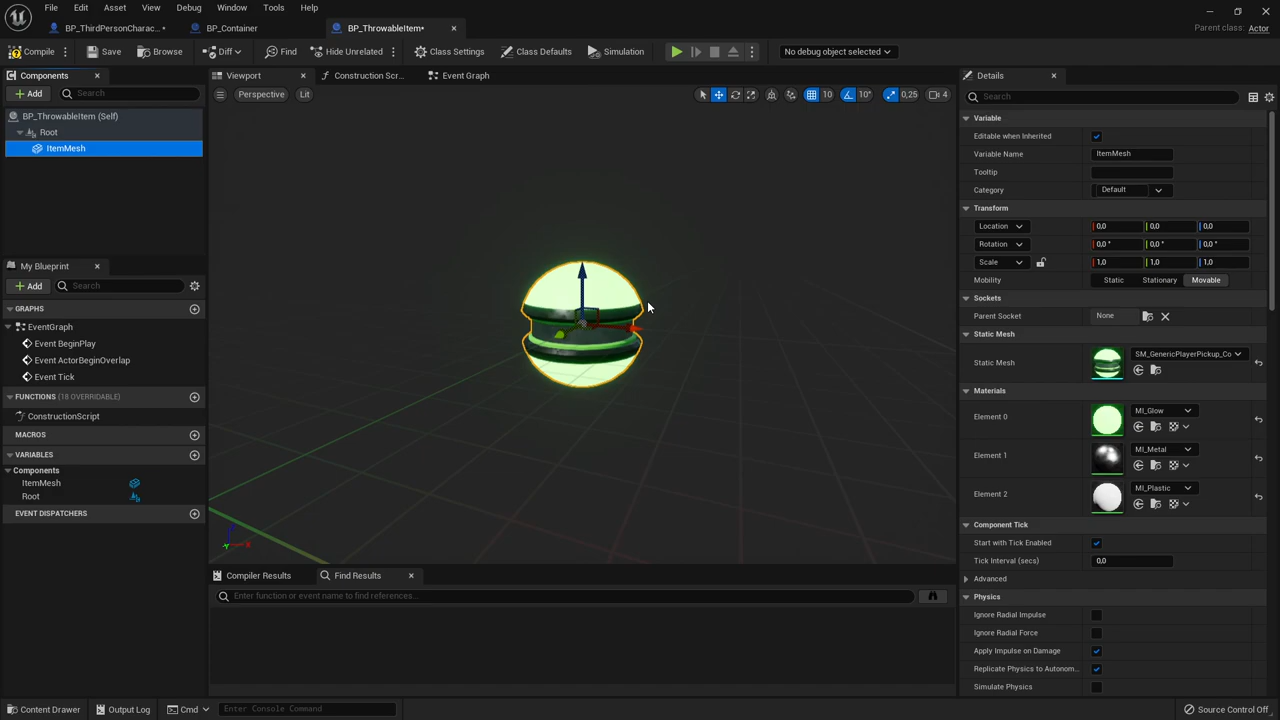 File Edit Asset View Debug Window Tools Help
BP_ThirdPersonCharac... • BP_Container BP_ThrowableItem•
Parent class: Actor
Compile Save Browse Diff Find Hide Unrelated Class Settings Class Defaults Simulation No debug object selected
Components
Add Search
BP_ThrowableItem (Self)
Root
ItemMesh
My Blueprint
Add Search
GRAPHS
EventGraph
Event BeginPlay
Event ActorBeginOverlap
Event Tick
FUNCTIONS (18 OVERRIDABLE)
ConstructionScript
MACROS
VARIABLES
Components
ItemMesh
Root
EVENT DISPATCHERS
Viewport Construction Scr... Event Graph
Perspective Lit 10 10° 0,25 4
Compiler Results Find Results
Enter function or event name to find references...
Details
Search
Variable
Editable when Inherited
Variable Name ItemMesh
Tooltip
Category Default
Transform
Location 0,0 0,0 0,0
Rotation 0,0 ° 0,0 ° 0,0 °
Scale 1,0 1,0 1,0
Mobility Static Stationary Movable
Sockets
Parent Socket None
Static Mesh
Static Mesh SM_GenericPlayerPickup_Co
Materials
Element 0 MI_Glow
Element 1 MI_Metal
Element 2 MI_Plastic
Component Tick
Start with Tick Enabled
Tick Interval (secs) 0,0
Advanced
Physics
Ignore Radial Impulse
Ignore Radial Force
Apply Impulse on Damage
Replicate Physics to Autonom...
Simulate Physics
Content Drawer Output Log Cmd Enter Console Command Source Control Off